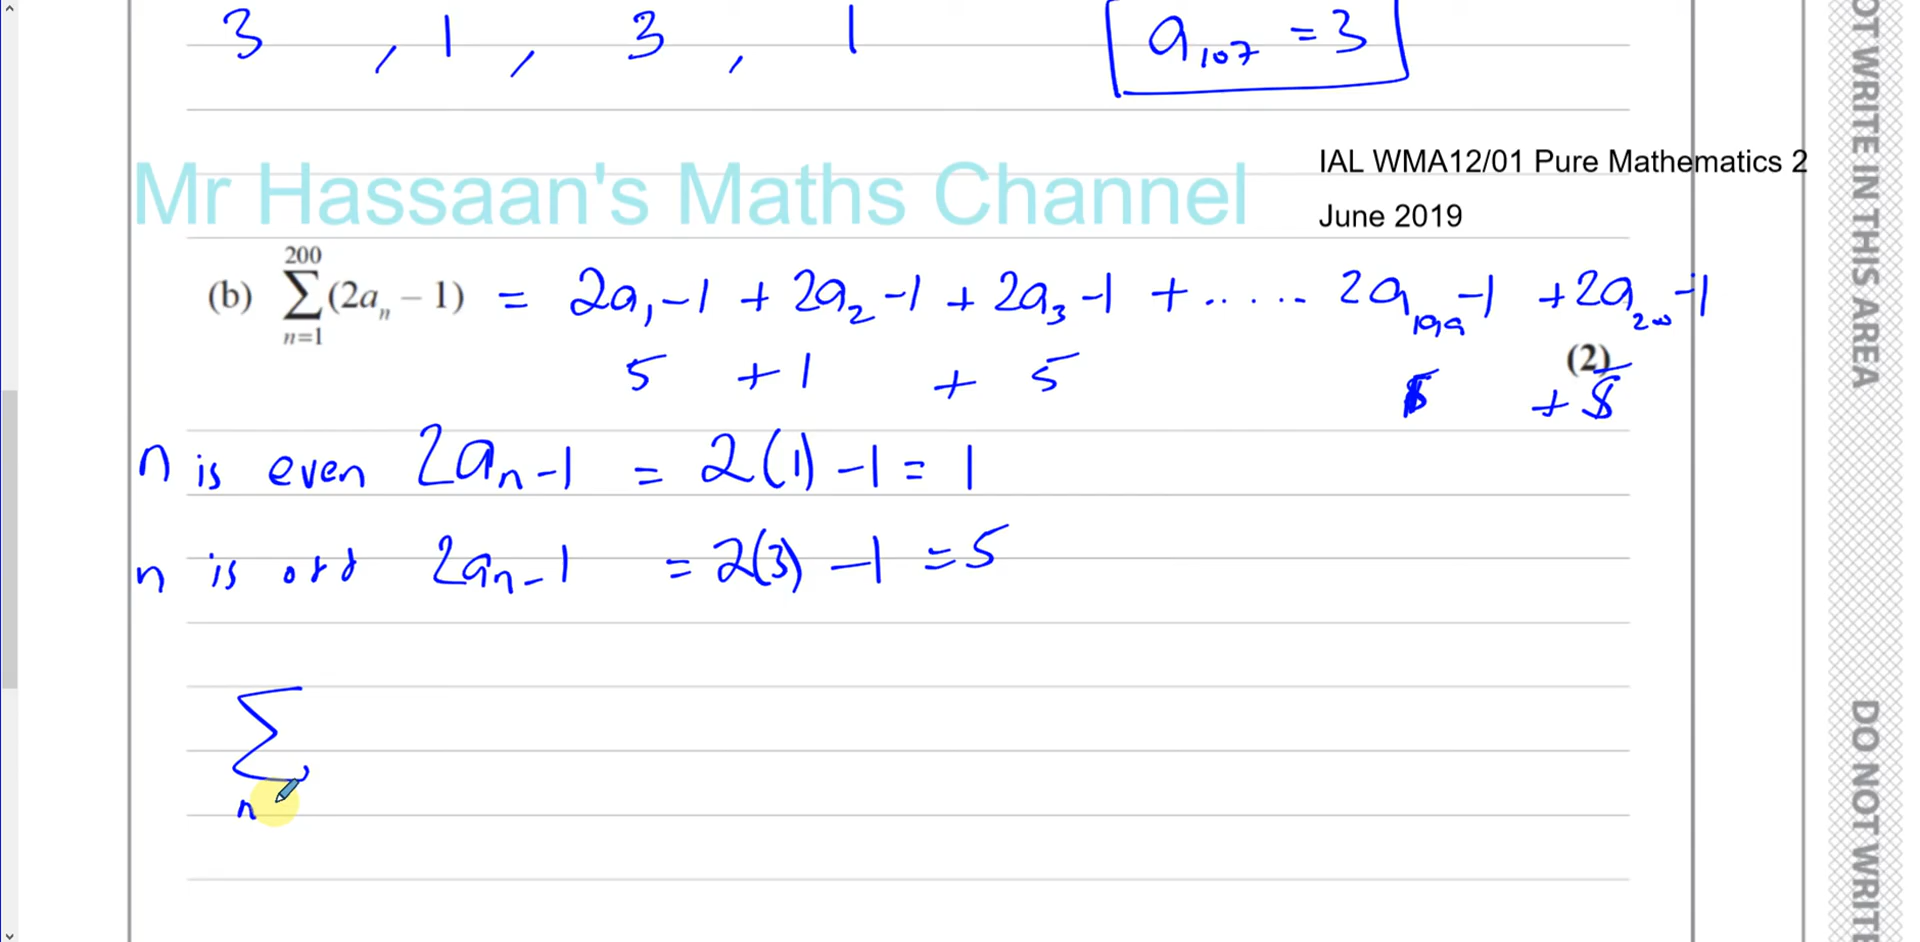 3 , 1 , 3 , 1 a₁₀₇ = 3
Mr Hassaan's Maths Channel
IAL WMA12/01 Pure Mathematics 2
June 2019
(b) 200 ∑ n=1 (2aₙ − 1) = 2a₁ −1 + 2a₂ −1 + 2a₃ −1 + ...... 2a₁₉₉ −1 + 2a₂₀₀ −1
(2)
5 + 1 + 5 +
n is even 2aₙ −1 = 2(1) −1 = 1
n is odd 2aₙ −1 = 2(3) −1 = 5
∑
n
OT WRITE IN THIS AREA
DO NOT WRITE